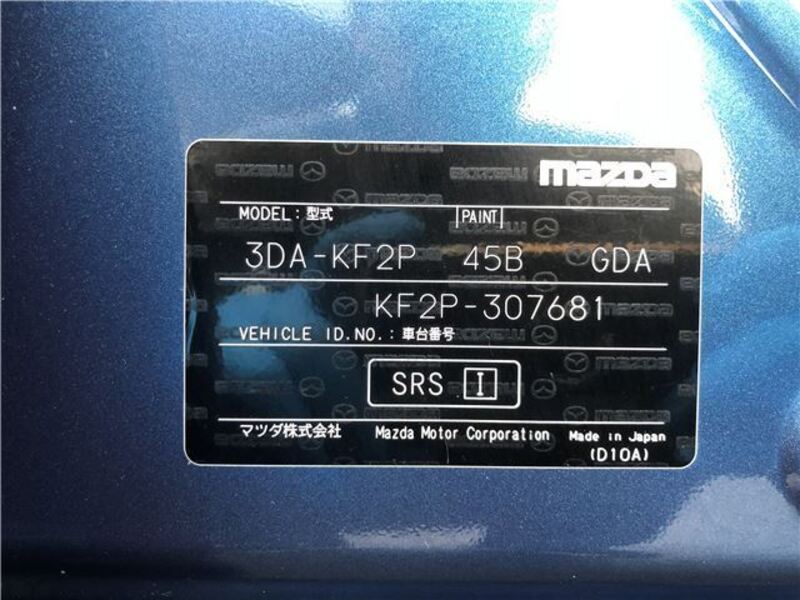 mazda
MODEL：型式 PAINT
3DA-KF2P 45B GDA
KF2P-307681
VEHICLE ID.NO.：車台番号
SRS I
マツダ株式会社 Mazda Motor Corporation Made in Japan
(D10A)